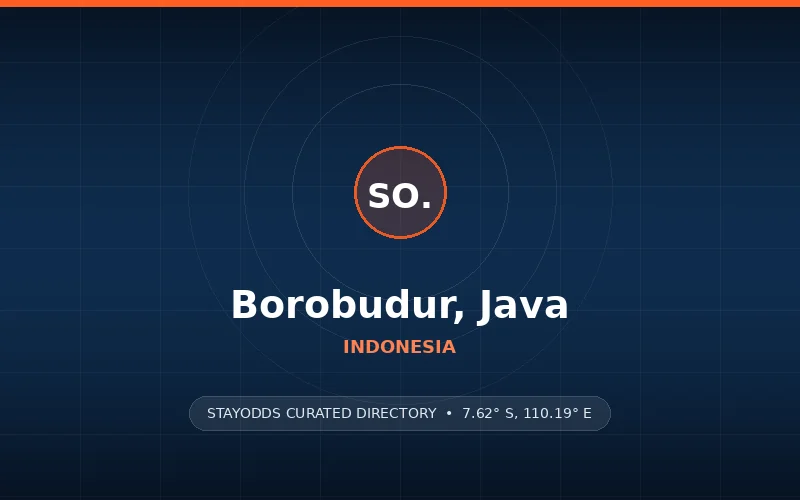 SO.
Borobudur, Java
INDONESIA
STAYODDS CURATED DIRECTORY • 7.62° S, 110.19° E